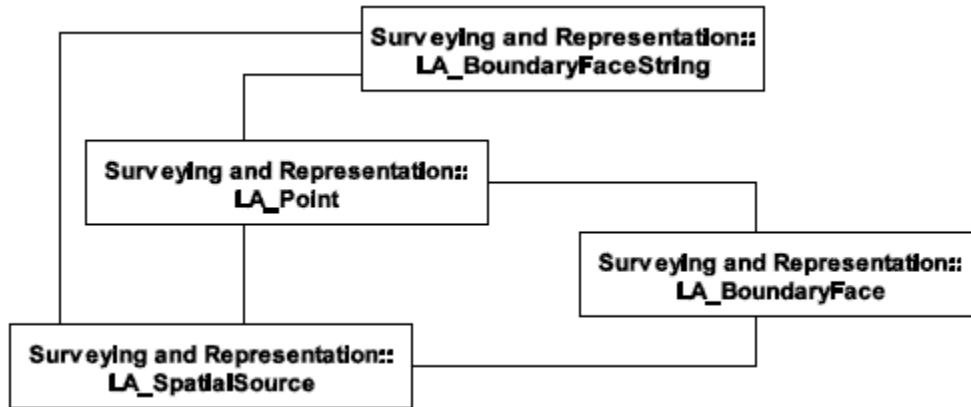 Surveying and Representation::
LA_BoundaryFaceString
Surveying and Representation::
LA_Point
Surveying and Representation::
LA_BoundaryFace
Surveying and Representation::
LA_SpatialSource